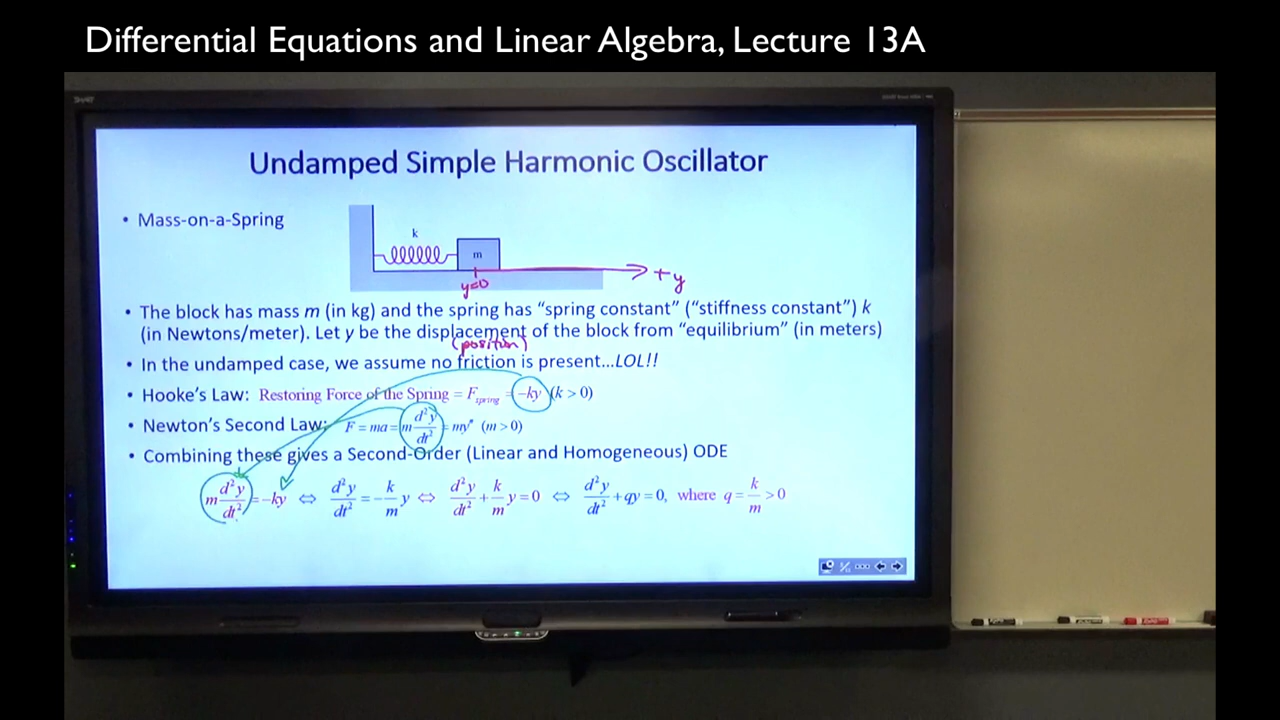 Differential Equations and Linear Algebra, Lecture 13A
SMART
Undamped Simple Harmonic Oscillator
• Mass-on-a-Spring
k
m
y=0
+y
• The block has mass m (in kg) and the spring has “spring constant” (“stiffness constant”) k
(in Newtons/meter). Let y be the displacement of the block from “equilibrium” (in meters)
(position)
• In the undamped case, we assume no friction is present...LOL!!
• Hooke's Law: Restoring Force of the Spring = F_spring = -ky (k > 0)
• Newton's Second Law: F = ma = m d²y/dt² = my″ (m > 0)
• Combining these gives a Second-Order (Linear and Homogeneous) ODE
m d²y/dt² = -ky ⇔ d²y/dt² = - k/m y ⇔ d²y/dt² + k/m y = 0 ⇔ d²y/dt² + qy = 0, where q = k/m > 0